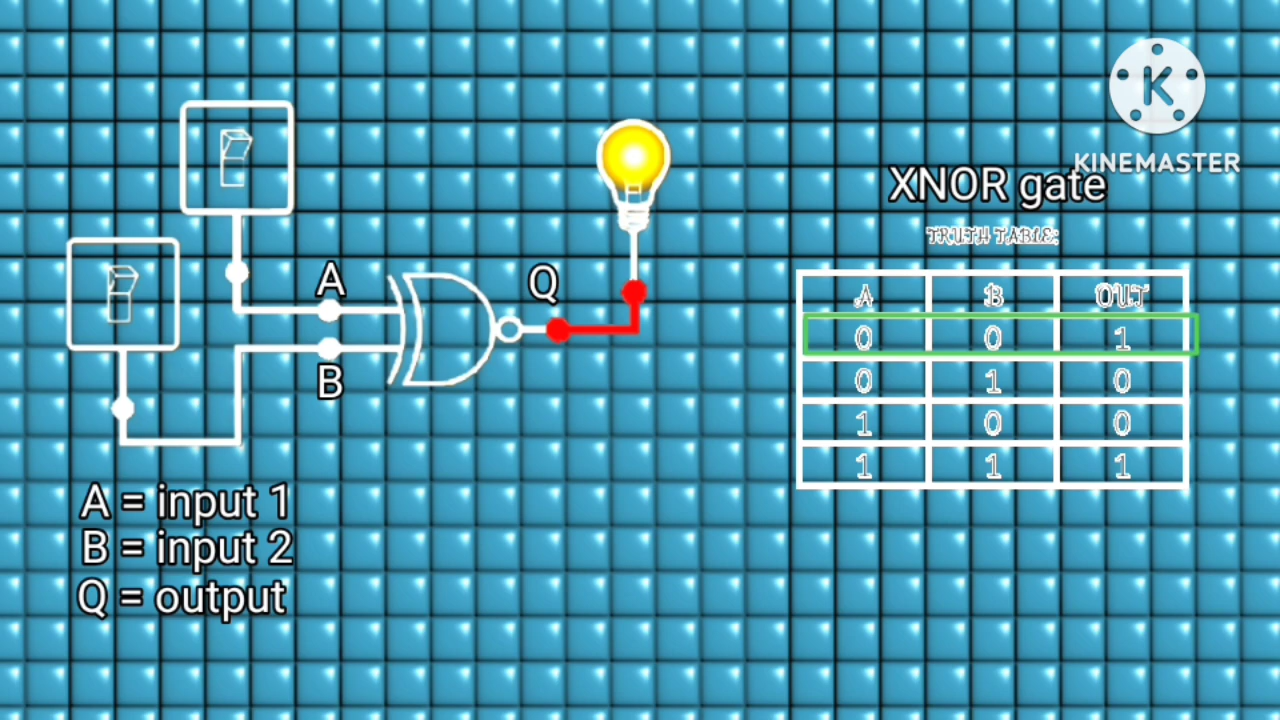 K
KINEMASTER
XNOR gate
TRUTH TABLE:
A B OUT
0 0 1
0 1 0
1 0 0
1 1 1
A
Q
B
A = input 1
B = input 2
Q = output